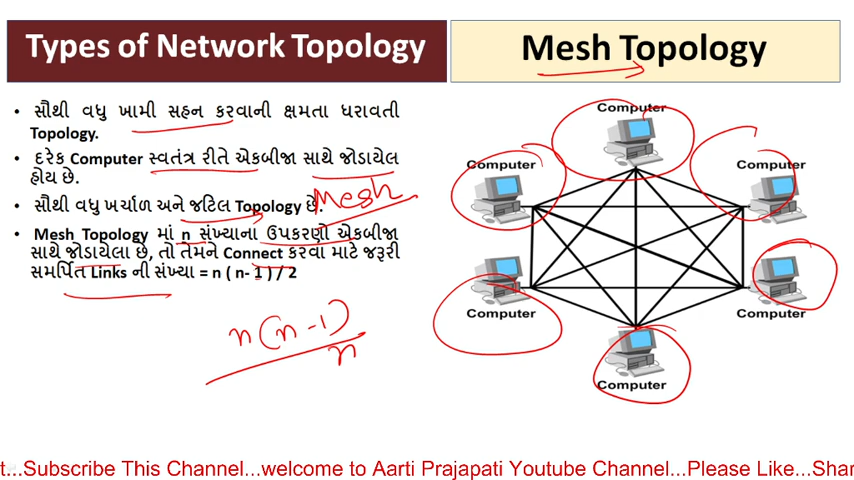 Types of Network Topology
Mesh Topology
• સૌથી વધુ ખામી સહન કરવાની ક્ષમતા ધરાવતી
Topology.
• દરેક Computer સ્વતંત્ર રીતે એકબીજા સાથે જોડાયેલ
હોય છે.
• સૌથી વધુ ખર્ચાળ અને જટિલ Topology છે.
Mesh
• Mesh Topology માં n સંખ્યાનાં ઉપકરણો એકબીજા
સાથે જોડાયેલા છે, તો તેમને Connect કરવા માટે જરૂરી
સમર્પિત Links ની સંખ્યા = n ( n- 1 ) / 2
n(n-1)
n
Computer
Computer
Computer
Computer
Computer
Computer
t...Subscribe This Channel...welcome to Aarti Prajapati Youtube Channel...Please Like...Shar